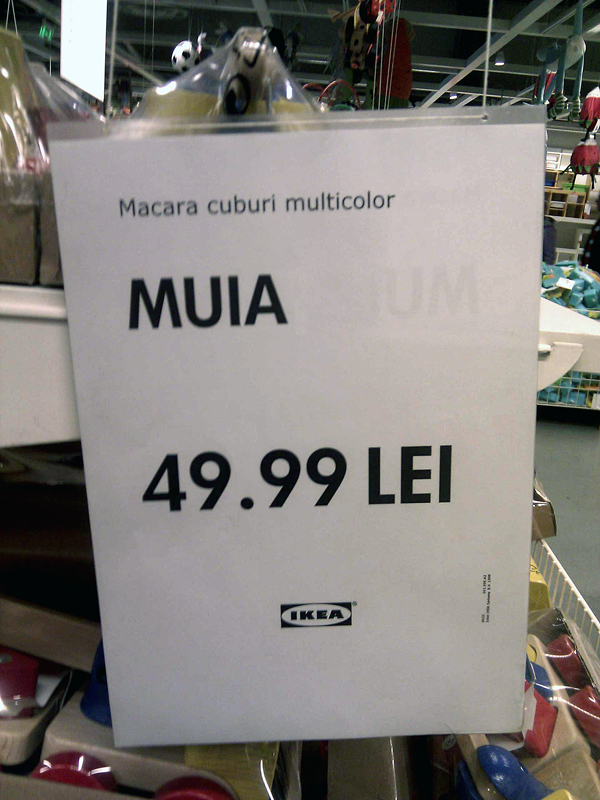 Macara cuburi multicolor
MUIA
49.99 LEI
IKEA